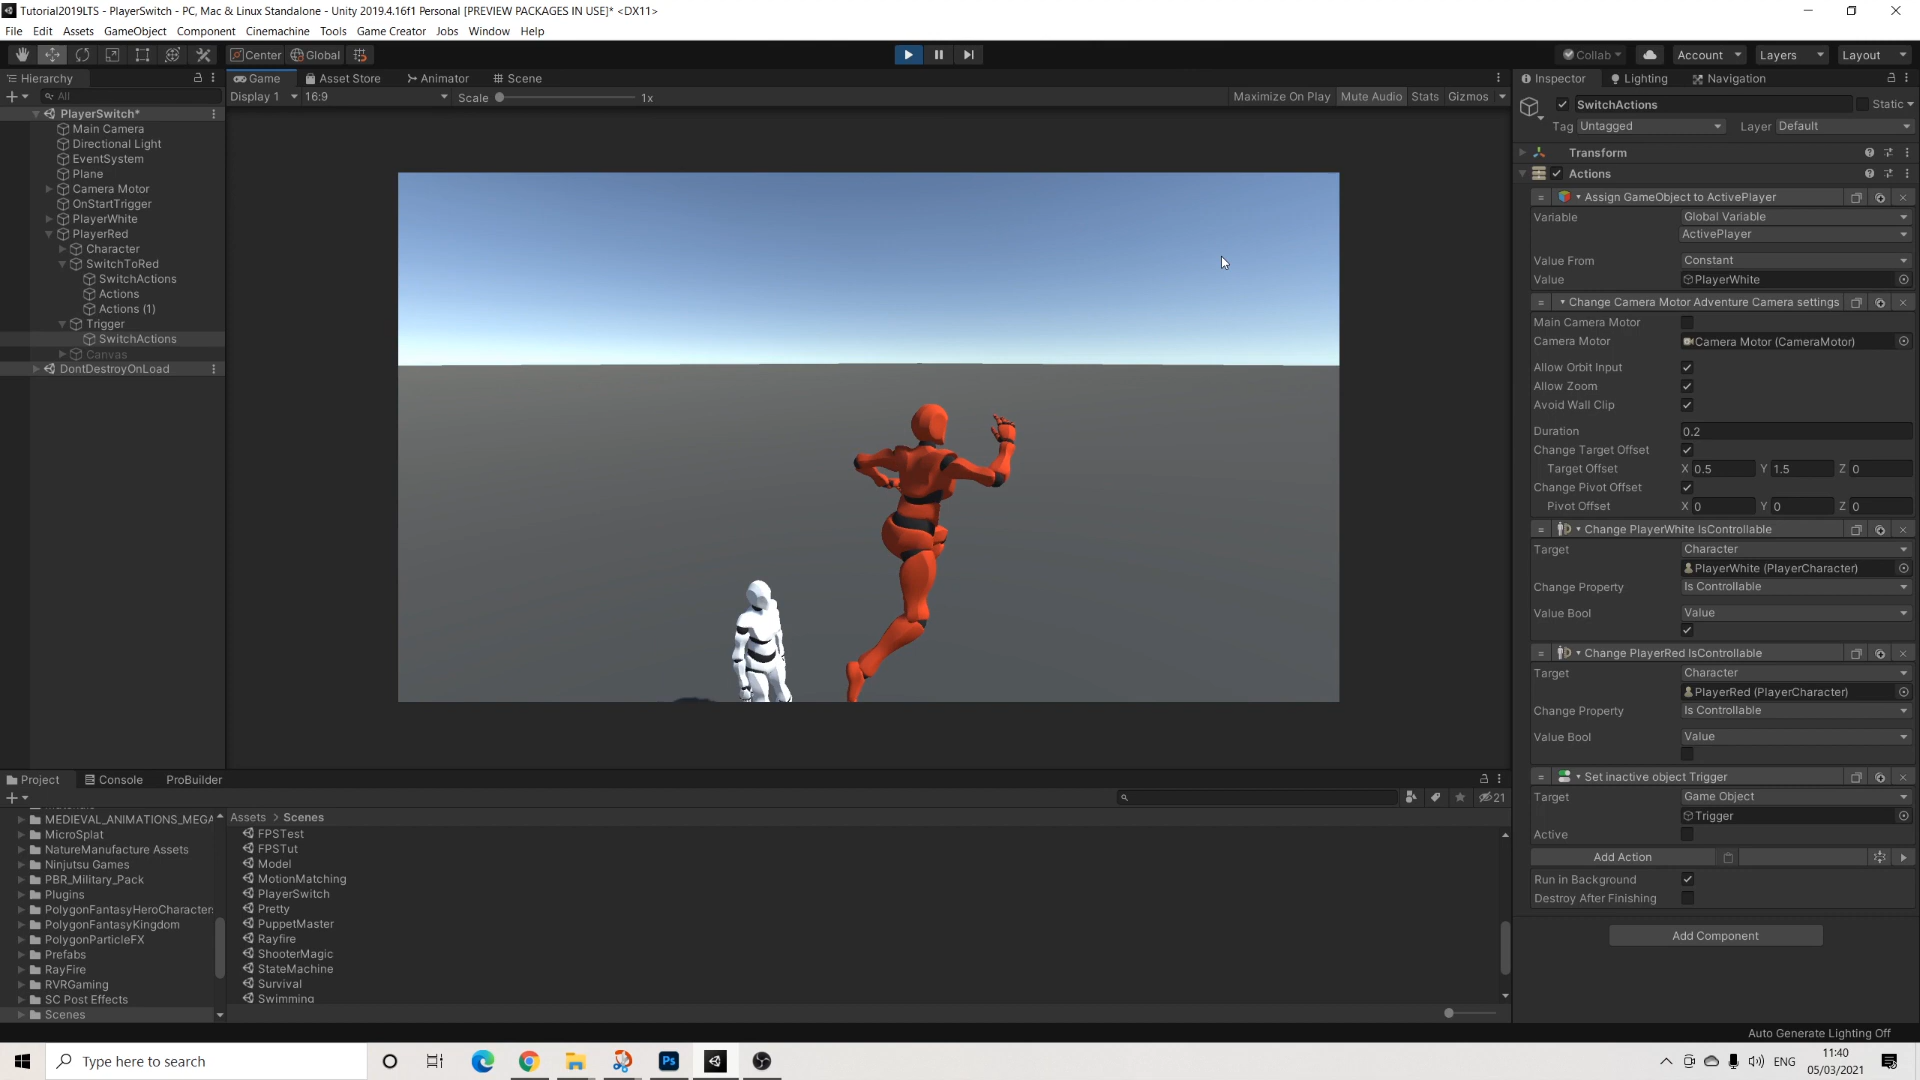 Tutorial2019LTS - PlayerSwitch - PC, Mac & Linux Standalone - Unity 2019.4.16f1 Personal [PREVIEW PACKAGES IN USE]* <DX11>
File Edit Assets GameObject Component Cinemachine Tools Game Creator Jobs Window Help
Center Global Collab Account Layers Layout
Hierarchy Game Asset Store Animator Scene Inspector Lighting Navigation
All Display 1 16:9 Scale 1x Maximize On Play Mute Audio Stats Gizmos
SwitchActions Static
Tag Untagged Layer Default
PlayerSwitch*
Main Camera
Directional Light
EventSystem
Plane
Camera Motor
OnStartTrigger
PlayerWhite
PlayerRed
Character
SwitchToRed
SwitchActions
Actions
Actions (1)
Trigger
SwitchActions
Canvas
DontDestroyOnLoad
Transform
Actions
Assign GameObject to ActivePlayer
Variable Global Variable
ActivePlayer
Value From Constant
Value PlayerWhite
Change Camera Motor Adventure Camera settings
Main Camera Motor
Camera Motor Camera Motor (CameraMotor)
Allow Orbit Input
Allow Zoom
Avoid Wall Clip
Duration 0.2
Change Target Offset
Target Offset X 0.5 Y 1.5 Z 0
Change Pivot Offset
Pivot Offset X 0 Y 0 Z 0
Change PlayerWhite IsControllable
Target Character
PlayerWhite (PlayerCharacter)
Change Property Is Controllable
Value Bool Value
Change PlayerRed IsControllable
Target Character
PlayerRed (PlayerCharacter)
Change Property Is Controllable
Value Bool Value
Set inactive object Trigger
Target Game Object
Trigger
Active
Add Action
Run in Background
Destroy After Finishing
Add Component
Project Console ProBuilder
21
MEDIEVAL_ANIMATIONS_MEGA
MicroSplat
NatureManufacture Assets
Ninjutsu Games
PBR_Military_Pack
Plugins
PolygonFantasyHeroCharacters
PolygonFantasyKingdom
PolygonParticleFX
Prefabs
RayFire
RVRGaming
SC Post Effects
Scenes
Assets > Scenes
FPSTest
FPSTut
Model
MotionMatching
PlayerSwitch
Pretty
PuppetMaster
Rayfire
ShooterMagic
StateMachine
Survival
Swimming
Auto Generate Lighting Off
Type here to search
Ps
ENG
11:40
05/03/2021